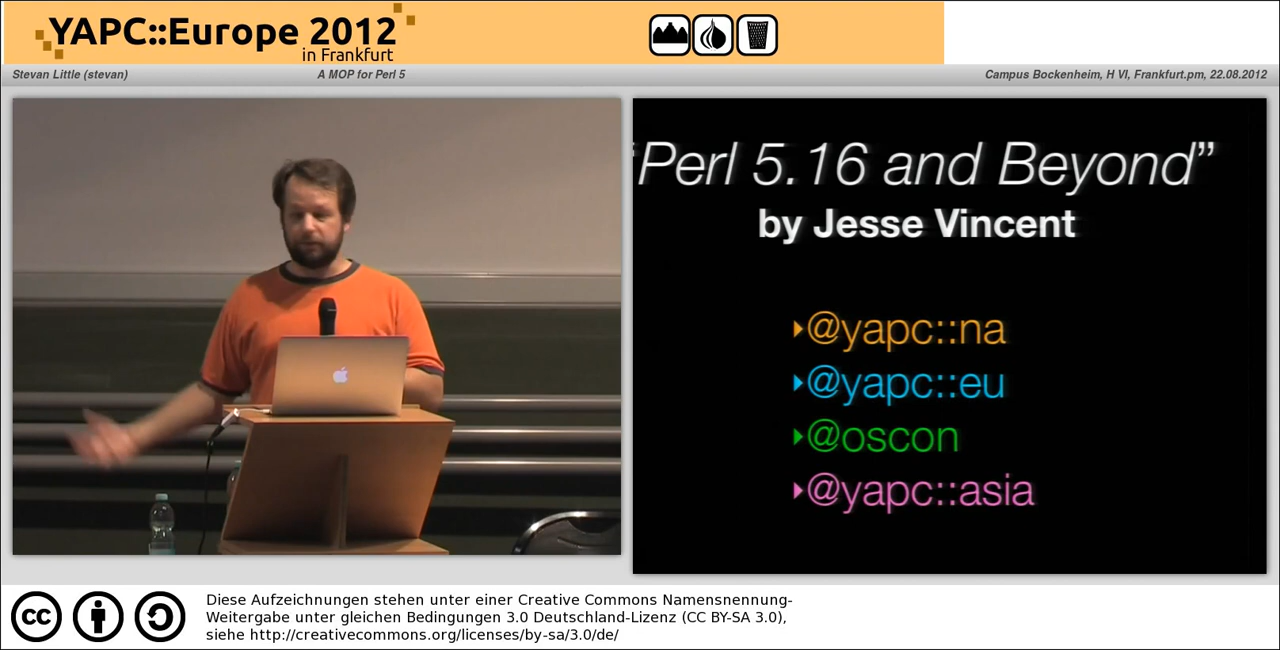 YAPC::Europe 2012
in Frankfurt
Stevan Little (stevan)
A MOP for Perl 5
Campus Bockenheim, H VI, Frankfurt.pm, 22.08.2012
“Perl 5.16 and Beyond”
by Jesse Vincent
@yapc::na
@yapc::eu
@oscon
@yapc::asia
cc
Diese Aufzeichnungen stehen unter einer Creative Commons Namensnennung-
Weitergabe unter gleichen Bedingungen 3.0 Deutschland-Lizenz (CC BY-SA 3.0),
siehe http://creativecommons.org/licenses/by-sa/3.0/de/